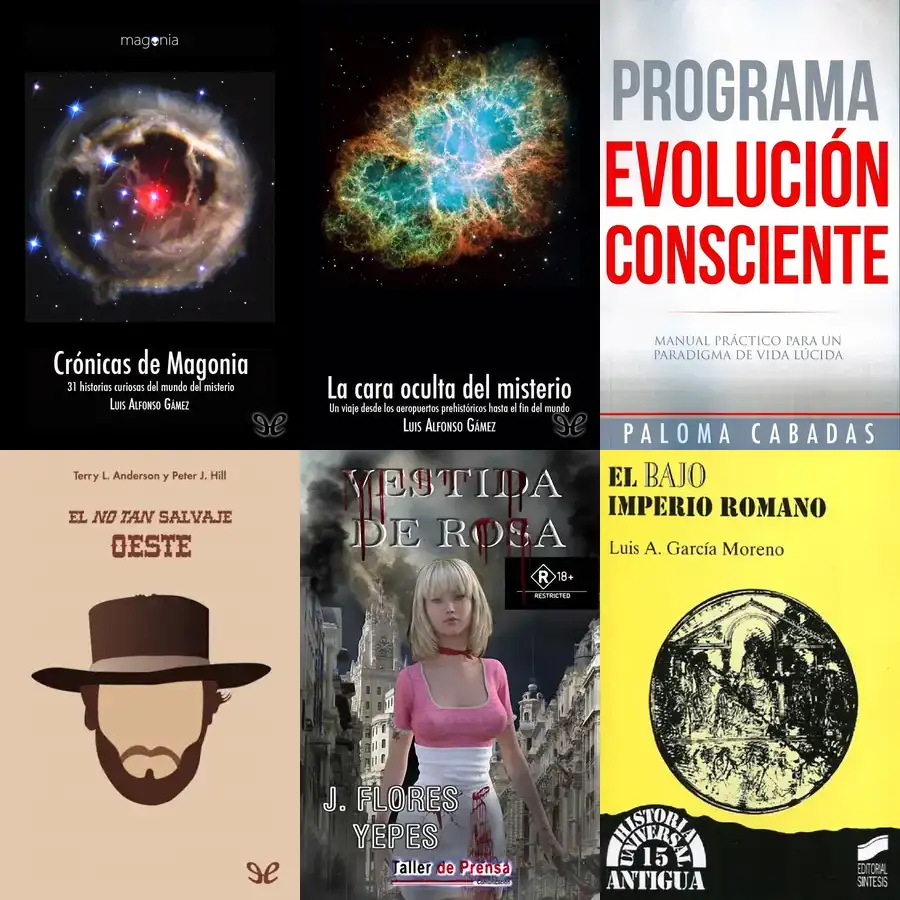 magonia
Crónicas de Magonia
31 historias curiosas del mundo del misterio
Luis Alfonso Gámez
La cara oculta del misterio
Un viaje desde los aeropuertos prehistóricos hasta el fin del mundo
Luis Alfonso Gámez
PROGRAMA
EVOLUCIÓN
CONSCIENTE
MANUAL PRÁCTICO PARA UN
PARADIGMA DE VIDA LÚCIDA
PALOMA CABADAS
Terry L. Anderson y Peter J. Hill
EL NO TAN SALVAJE
OESTE
VESTIDA
DE ROSA
R 18+
RESTRICTED
J. FLORES
YEPES
Taller de Prensa
Comunicación
EL BAJO
IMPERIO ROMANO
Luis A. García Moreno
HISTORIA
UNIVERSAL
15
ANTIGUA
EDITORIAL
SINTESIS